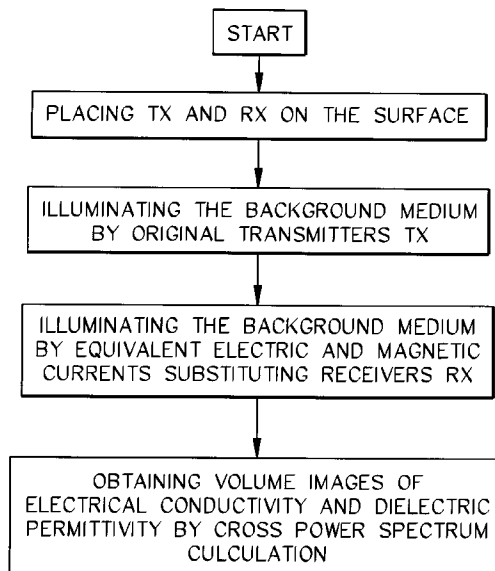 START
PLACING TX AND RX ON THE SURFACE
ILLUMINATING THE BACKGROUND MEDIUM
BY ORIGINAL TRANSMITTERS TX
ILLUMINATING THE BACKGROUND MEDIUM
BY EQUIVALENT ELECTRIC AND MAGNETIC
CURRENTS SUBSTITUTING RECEIVERS RX
OBTAINING VOLUME IMAGES OF
ELECTRICAL CONDUCTIVITY AND DIELECTRIC
PERMITTIVITY BY CROSS POWER SPECTRUM
CULCULATION